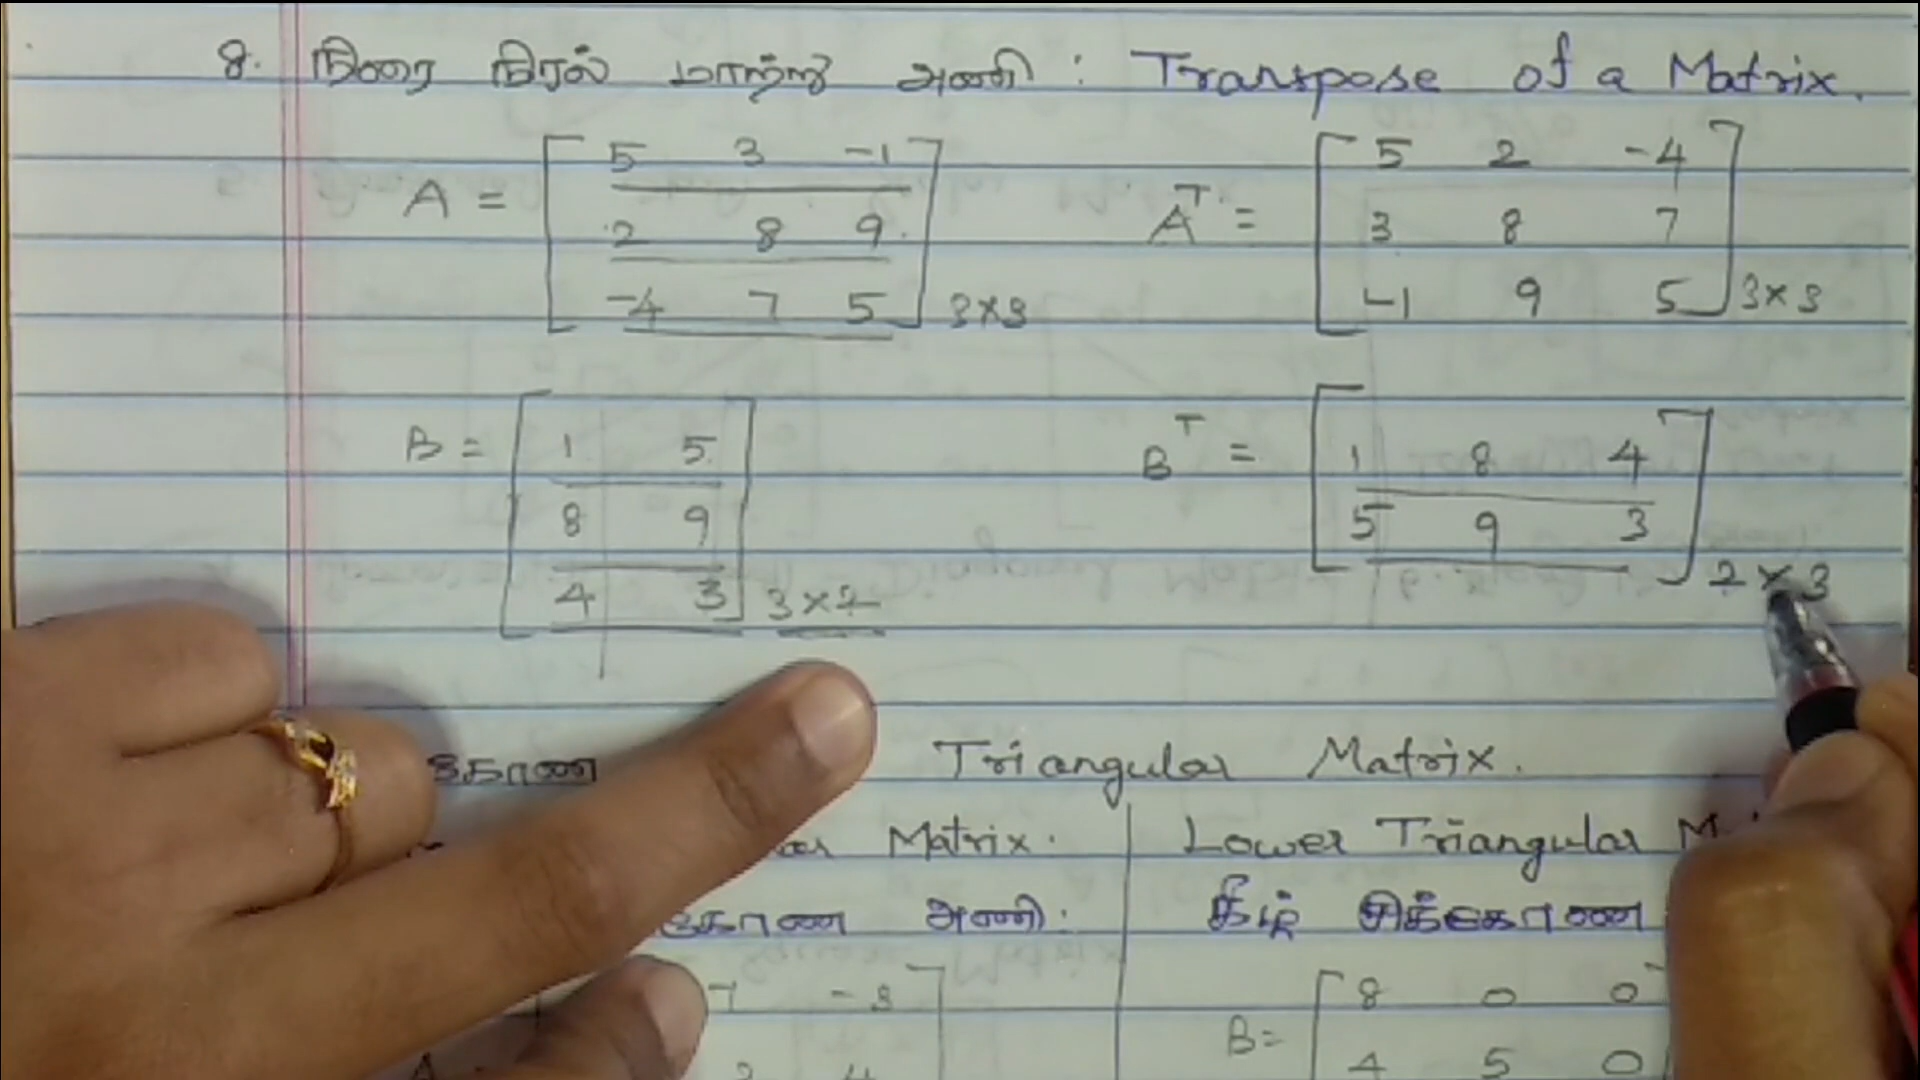 8. நிரை நிரல் மாற்று அணி : Transpose of a Matrix.
A = [ 5 3 -1
2 8 9
-4 7 5 ] 3×3
A^T = [ 5 2 -4
3 8 7
-1 9 5 ] 3×3
B = [ 1 5
8 9
4 3 ] 3×2
B^T = [ 1 8 4
5 9 3 ] 2×3
Triangular Matrix.
Matrix.
அணி:
7 -3
Lower Triangular
கீழ் முக்கோண
B= [ 8 0 0
4 5 0